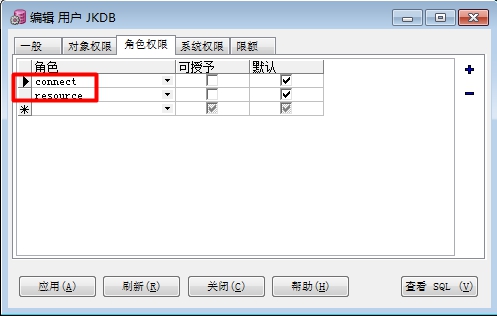 编辑 用户 JKDB
一般 对象权限 角色权限 系统权限 限额
角色 可授予 默认
connect
resource
应用(A) 刷新(R) 关闭(C) 帮助(H) 查看 SQL (V)